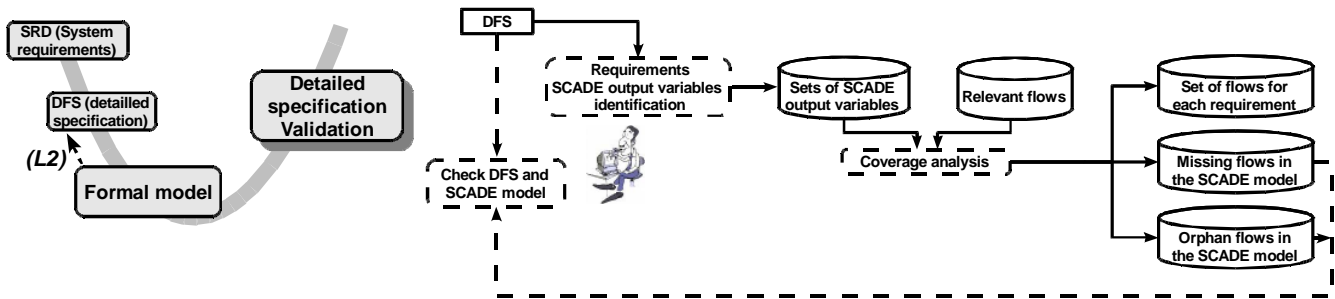 SRD (System
requirements)
DFS (detailled
specification)
(L2)
Formal model
Detailed
specification
Validation
DFS
Requirements
SCADE output variables
identification
Check DFS and
SCADE model
Sets of SCADE
output variables
Relevant flows
Coverage analysis
Set of flows for
each requirement
Missing flows in
the SCADE model
Orphan flows in
the SCADE model